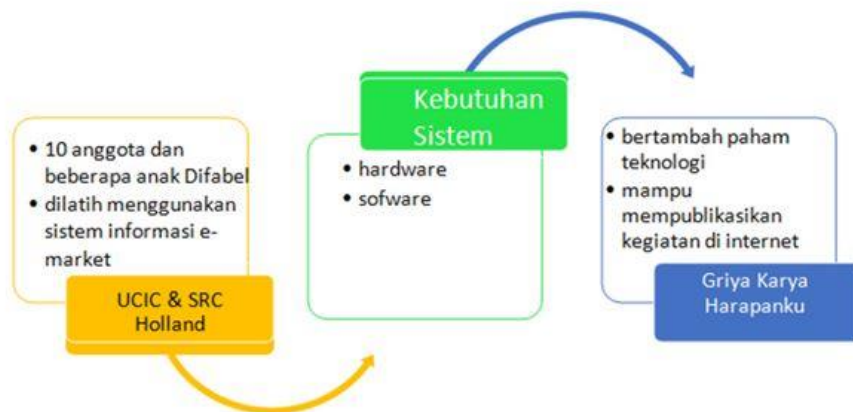 • 10 anggota dan
beberapa anak Difabel
• dilatih menggunakan
sistem informasi e-
market
UCIC & SRC
Holland
Kebutuhan
Sistem
• hardware
• sofware
• bertambah paham
teknologi
• mampu
mempublikasikan
kegiatan di internet
Griya Karya
Harapanku